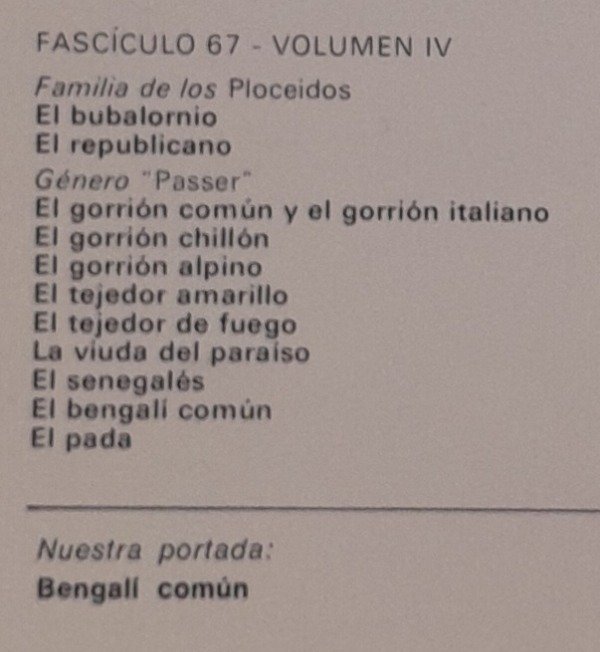 FASCÍCULO 67 - VOLUMEN IV
Familia de los Ploceidos
El bubalornio
El republicano
Género "Passer"
El gorrión común y el gorrión italiano
El gorrión chillón
El gorrión alpino
El tejedor amarillo
El tejedor de fuego
La viuda del paraíso
El senegalés
El bengalí común
El pada
Nuestra portada:
Bengalí común